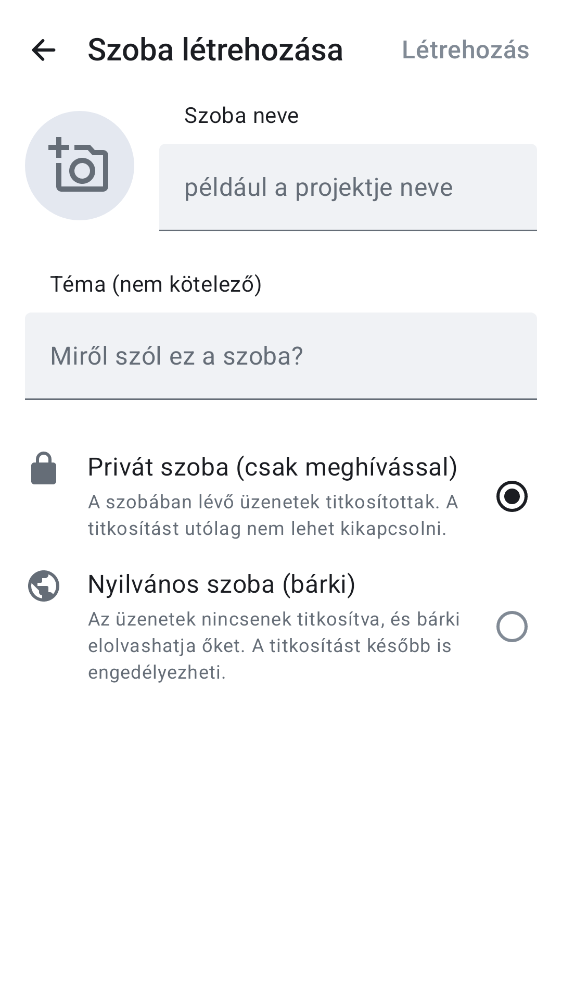 Szoba létrehozása
Létrehozás
Szoba neve
például a projektje neve
Téma (nem kötelező)
Miről szól ez a szoba?
Privát szoba (csak meghívással)
A szobában lévő üzenetek titkosítottak. A
titkosítást utólag nem lehet kikapcsolni.
Nyilvános szoba (bárki)
Az üzenetek nincsenek titkosítva, és bárki
elolvashatja őket. A titkosítást később is
engedélyezheti.